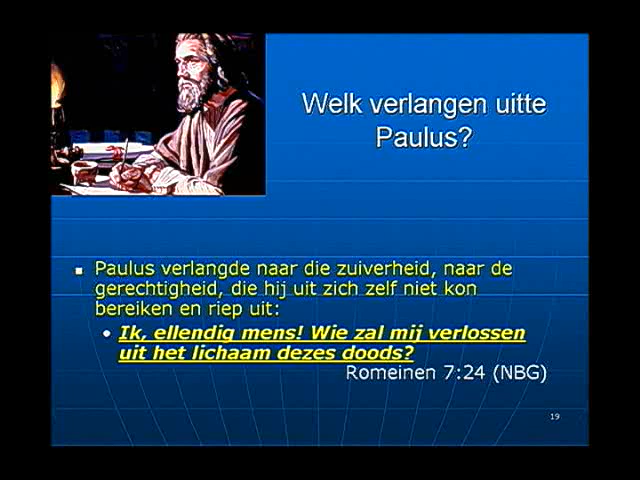 Welk verlangen uitte
Paulus?
Paulus verlangde naar die zuiverheid, naar de
gerechtigheid, die hij uit zich zelf niet kon
bereiken en riep uit:
Ik, ellendig mens! Wie zal mij verlossen
uit het lichaam dezes doods?
Romeinen 7:24 (NBG)
19